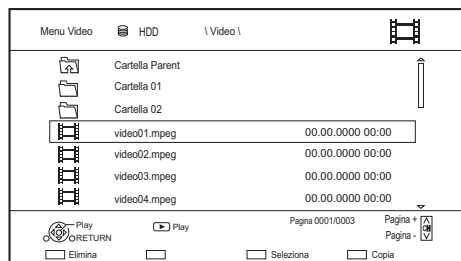 Menu Video HDD \ Video \
Cartella Parent
Cartella 01
Cartella 02
video01.mpeg 00.00.0000 00:00
video02.mpeg 00.00.0000 00:00
video03.mpeg 00.00.0000 00:00
video04.mpeg 00.00.0000 00:00
Play Play Pagina 0001/0003 Pagina +
RETURN CH Pagina -
Elimina Seleziona Copia